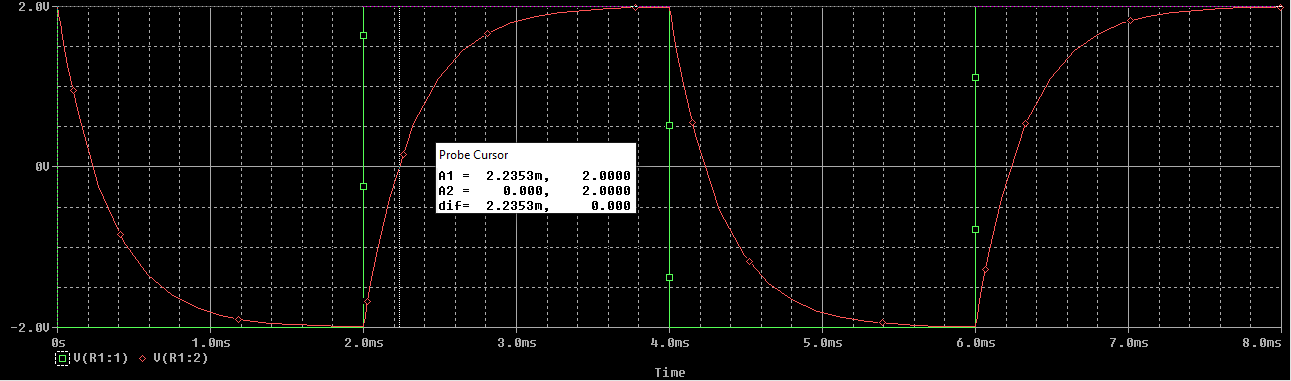 2.0V
0V
-2.0V
Probe Cursor
A1 = 2.2353m, 2.0000
A2 = 0.000, 2.0000
dif= 2.2353m, 0.000
0s 1.0ms 2.0ms 3.0ms 4.0ms 5.0ms 6.0ms 7.0ms 8.0ms
V(R1:1) V(R1:2)
Time